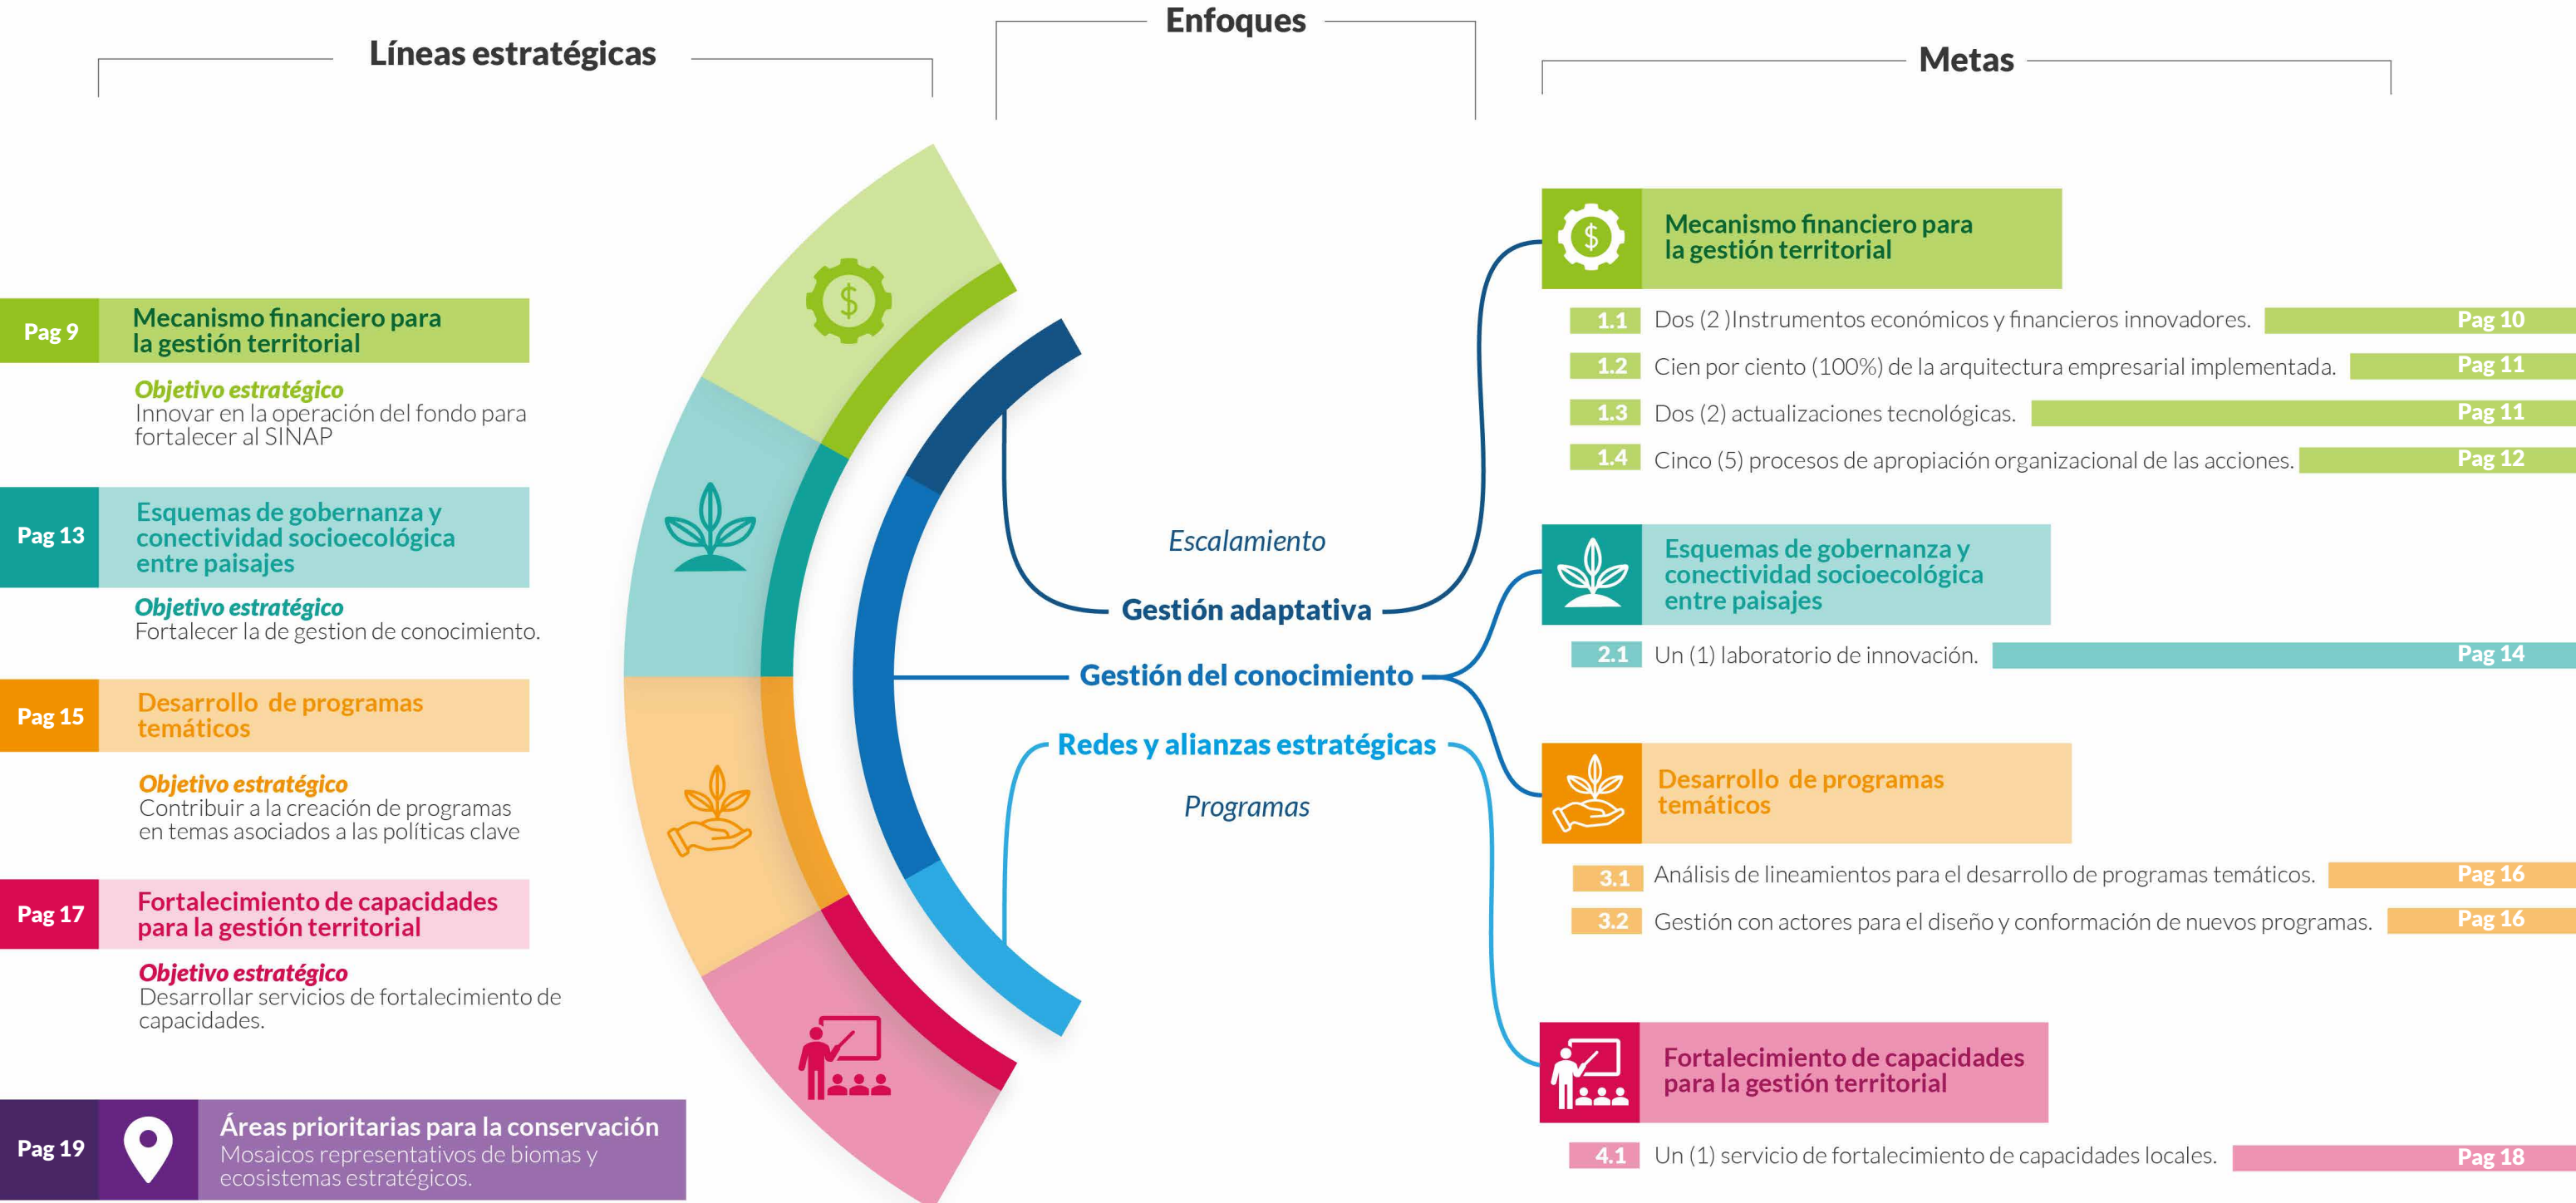 Líneas estratégicas
Pag 9
Mecanismo financiero para
la gestión territorial
Objetivo estratégico
Innovar en la operación del fondo para
fortalecer al SINAP
Pag 13
Esquemas de gobernanza y
conectividad socioecológica
entre paisajes
Objetivo estratégico
Fortalecer la de gestion de conocimiento.
Pag 15
Desarrollo de programas
temáticos
Objetivo estratégico
Contribuir a la creación de programas
en temas asociados a las políticas clave
Pag 17
Fortalecimiento de capacidades
para la gestión territorial
Objetivo estratégico
Desarrollar servicios de fortalecimiento de
capacidades.
Pag 19
Áreas prioritarias para la conservación
Mosaicos representativos de biomas y
ecosistemas estratégicos.
$
Enfoques
Escalamiento
Gestión adaptativa
Gestión del conocimiento
Redes y alianzas estratégicas
Programas
Metas
$
Mecanismo financiero para
la gestión territorial
1.1 Dos (2 )Instrumentos económicos y financieros innovadores. Pag 10
1.2 Cien por ciento (100%) de la arquitectura empresarial implementada. Pag 11
1.3 Dos (2) actualizaciones tecnológicas. Pag 11
1.4 Cinco (5) procesos de apropiación organizacional de las acciones. Pag 12
Esquemas de gobernanza y
conectividad socioecológica
entre paisajes
2.1 Un (1) laboratorio de innovación. Pag 14
Desarrollo de programas
temáticos
3.1 Análisis de lineamientos para el desarrollo de programas temáticos. Pag 16
3.2 Gestión con actores para el diseño y conformación de nuevos programas. Pag 16
Fortalecimiento de capacidades
para la gestión territorial
4.1 Un (1) servicio de fortalecimiento de capacidades locales. Pag 18